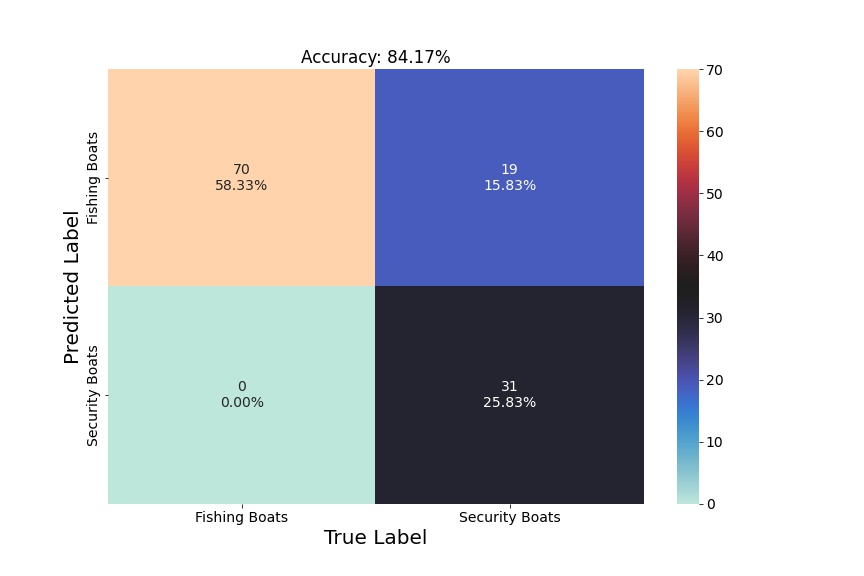 Accuracy: 84.17%
Predicted Label
Fishing Boats
Security Boats
70
58.33%
19
15.83%
0
0.00%
31
25.83%
Fishing Boats
Security Boats
True Label
70
60
50
40
30
20
10
0